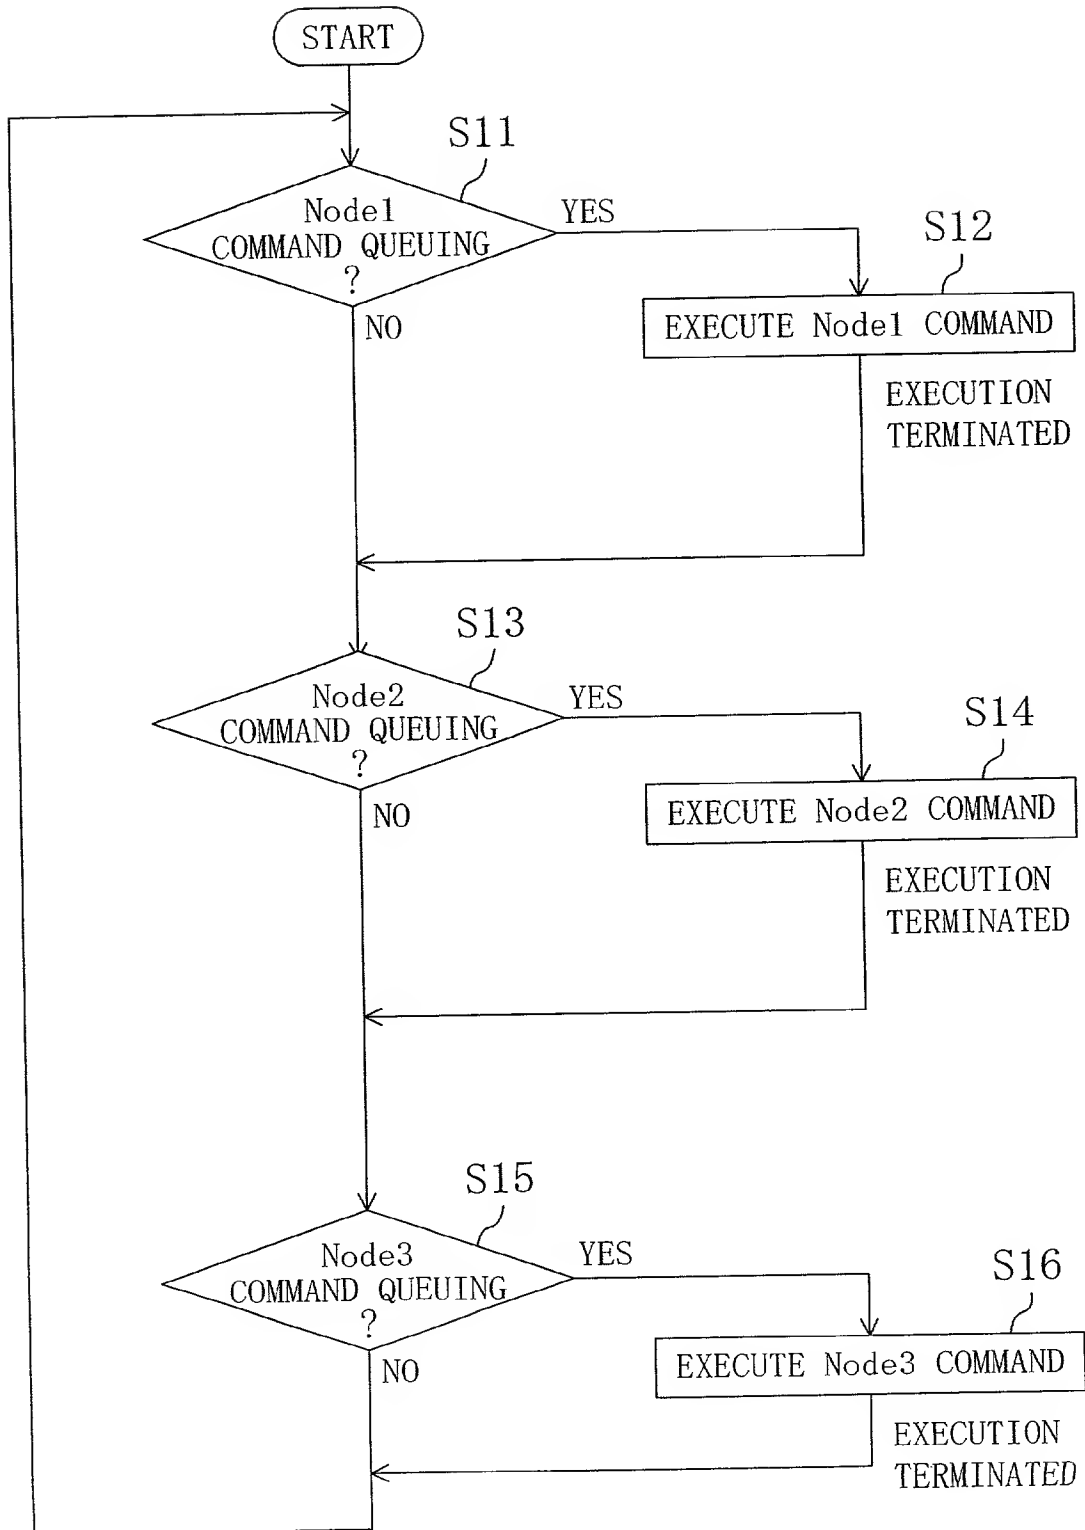 START
S11
Node1
COMMAND QUEUING
?
YES
NO
S12
EXECUTE Node1 COMMAND
EXECUTION
TERMINATED
S13
Node2
COMMAND QUEUING
?
YES
NO
S14
EXECUTE Node2 COMMAND
EXECUTION
TERMINATED
S15
Node3
COMMAND QUEUING
?
YES
NO
S16
EXECUTE Node3 COMMAND
EXECUTION
TERMINATED